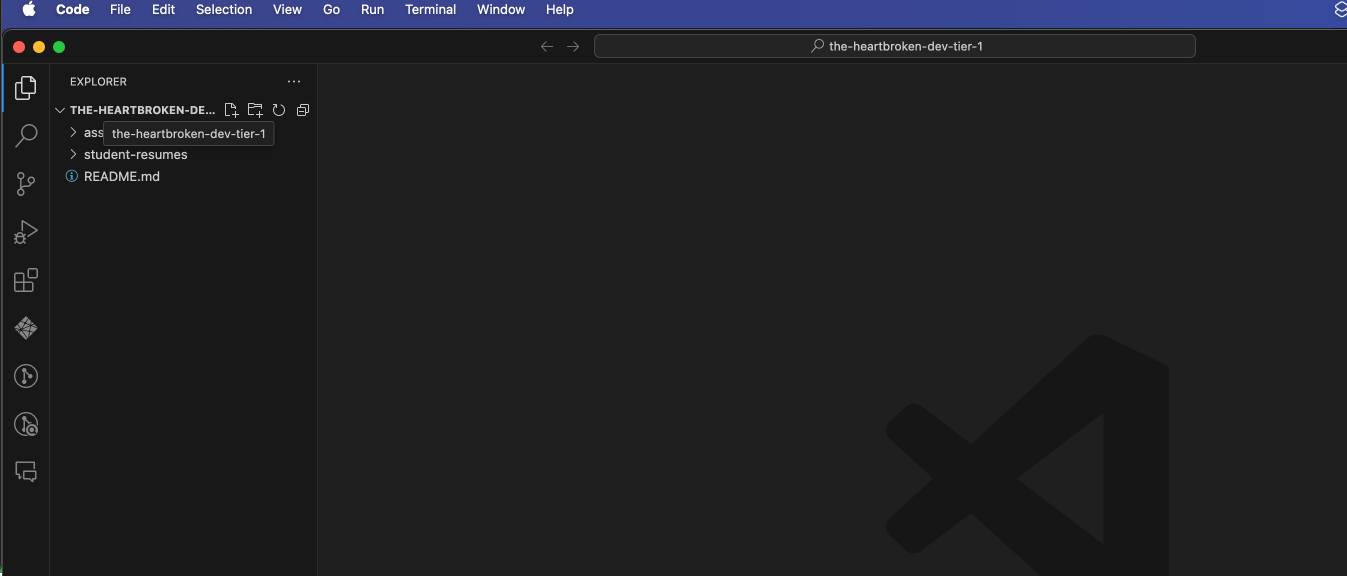 Code File Edit Selection View Go Run Terminal Window Help
the-heartbroken-dev-tier-1
EXPLORER
THE-HEARTBROKEN-DE...
ass
the-heartbroken-dev-tier-1
student-resumes
README.md